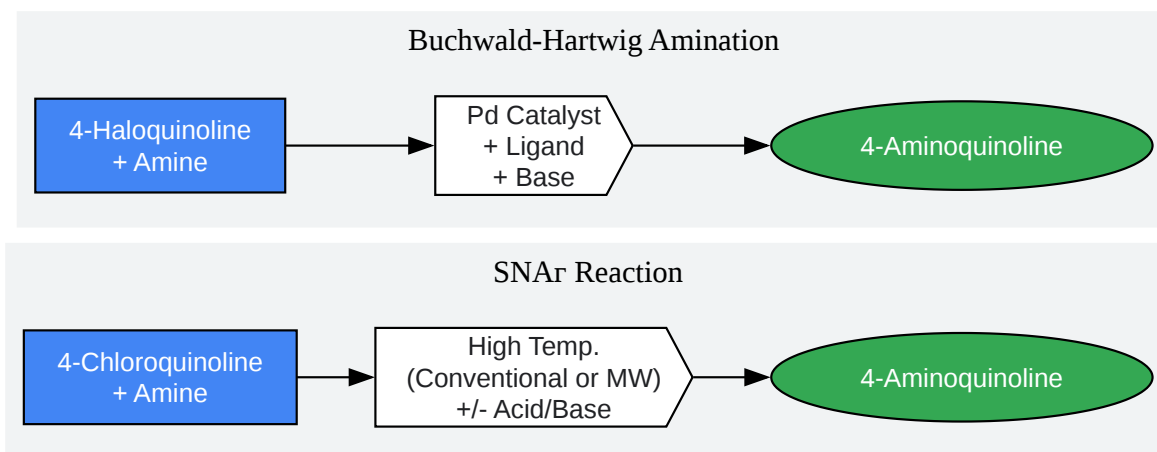 Buchwald-Hartwig Amination
4-Haloquinoline
+ Amine
Pd Catalyst
+ Ligand
+ Base
4-Aminoquinoline
SNAr Reaction
4-Chloroquinoline
+ Amine
High Temp.
(Conventional or MW)
+/- Acid/Base
4-Aminoquinoline